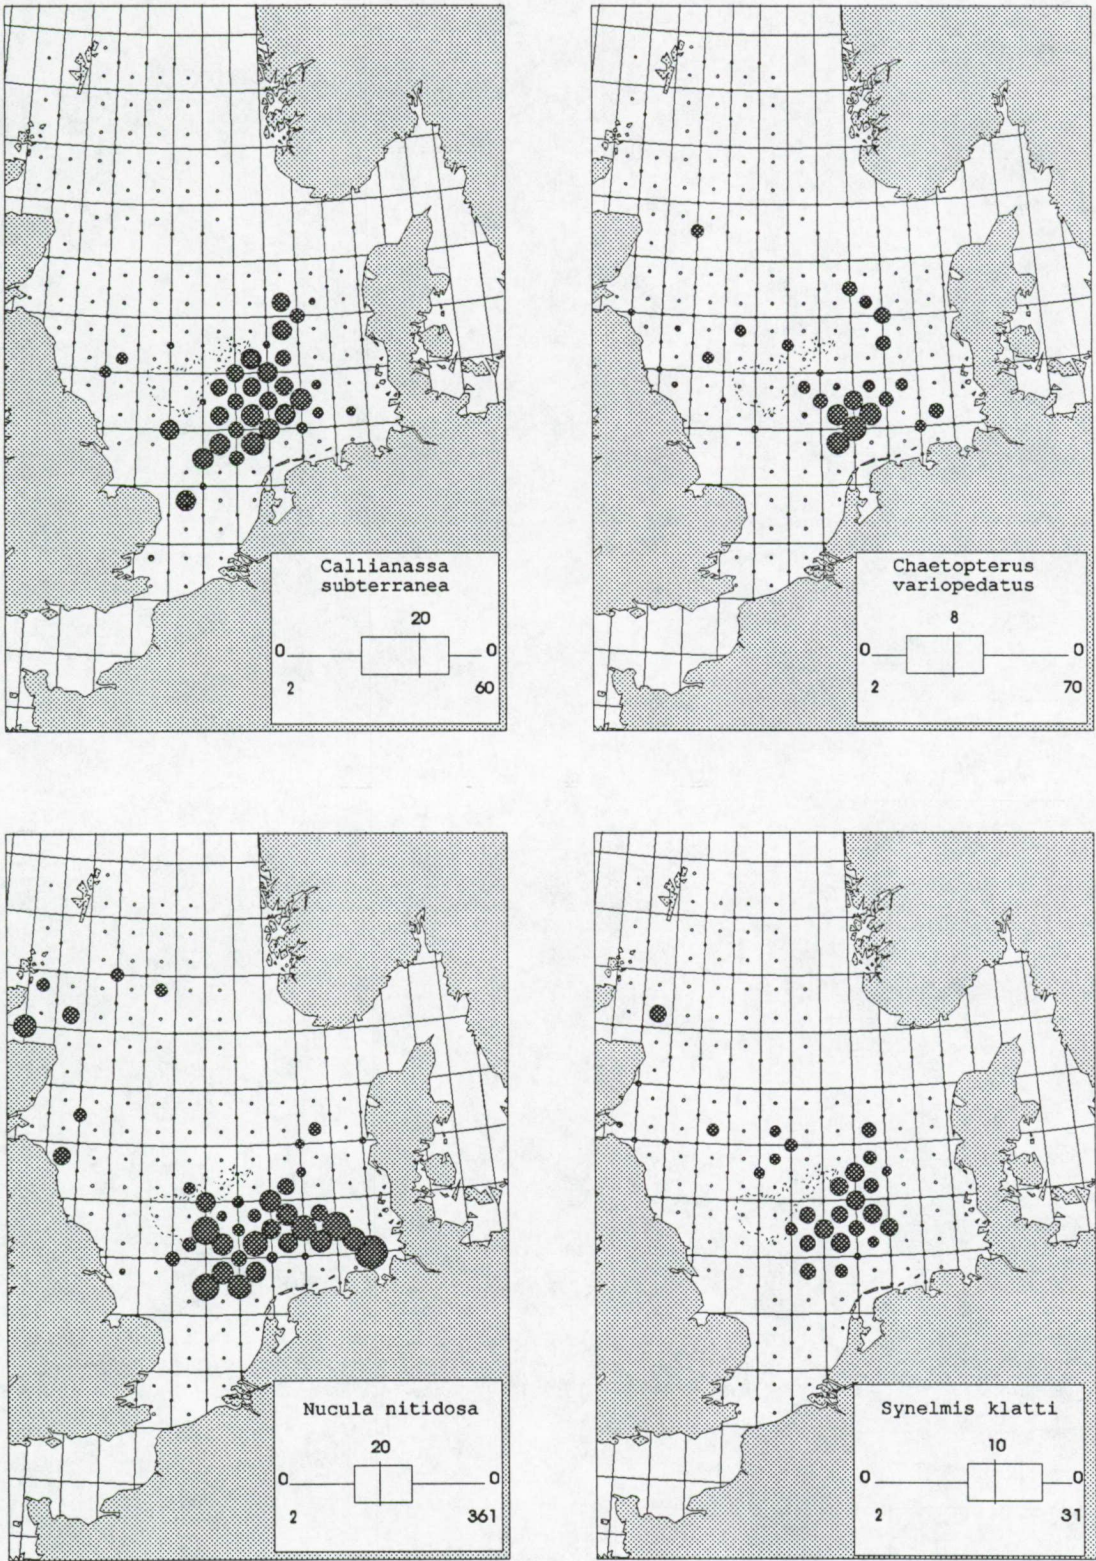 Callianassa
subterranea
20
0 0
2 60
Chaetopterus
variopedatus
8
0 0
2 70
Nucula nitidosa
20
0 0
2 361
Synelmis klatti
10
0 0
2 31